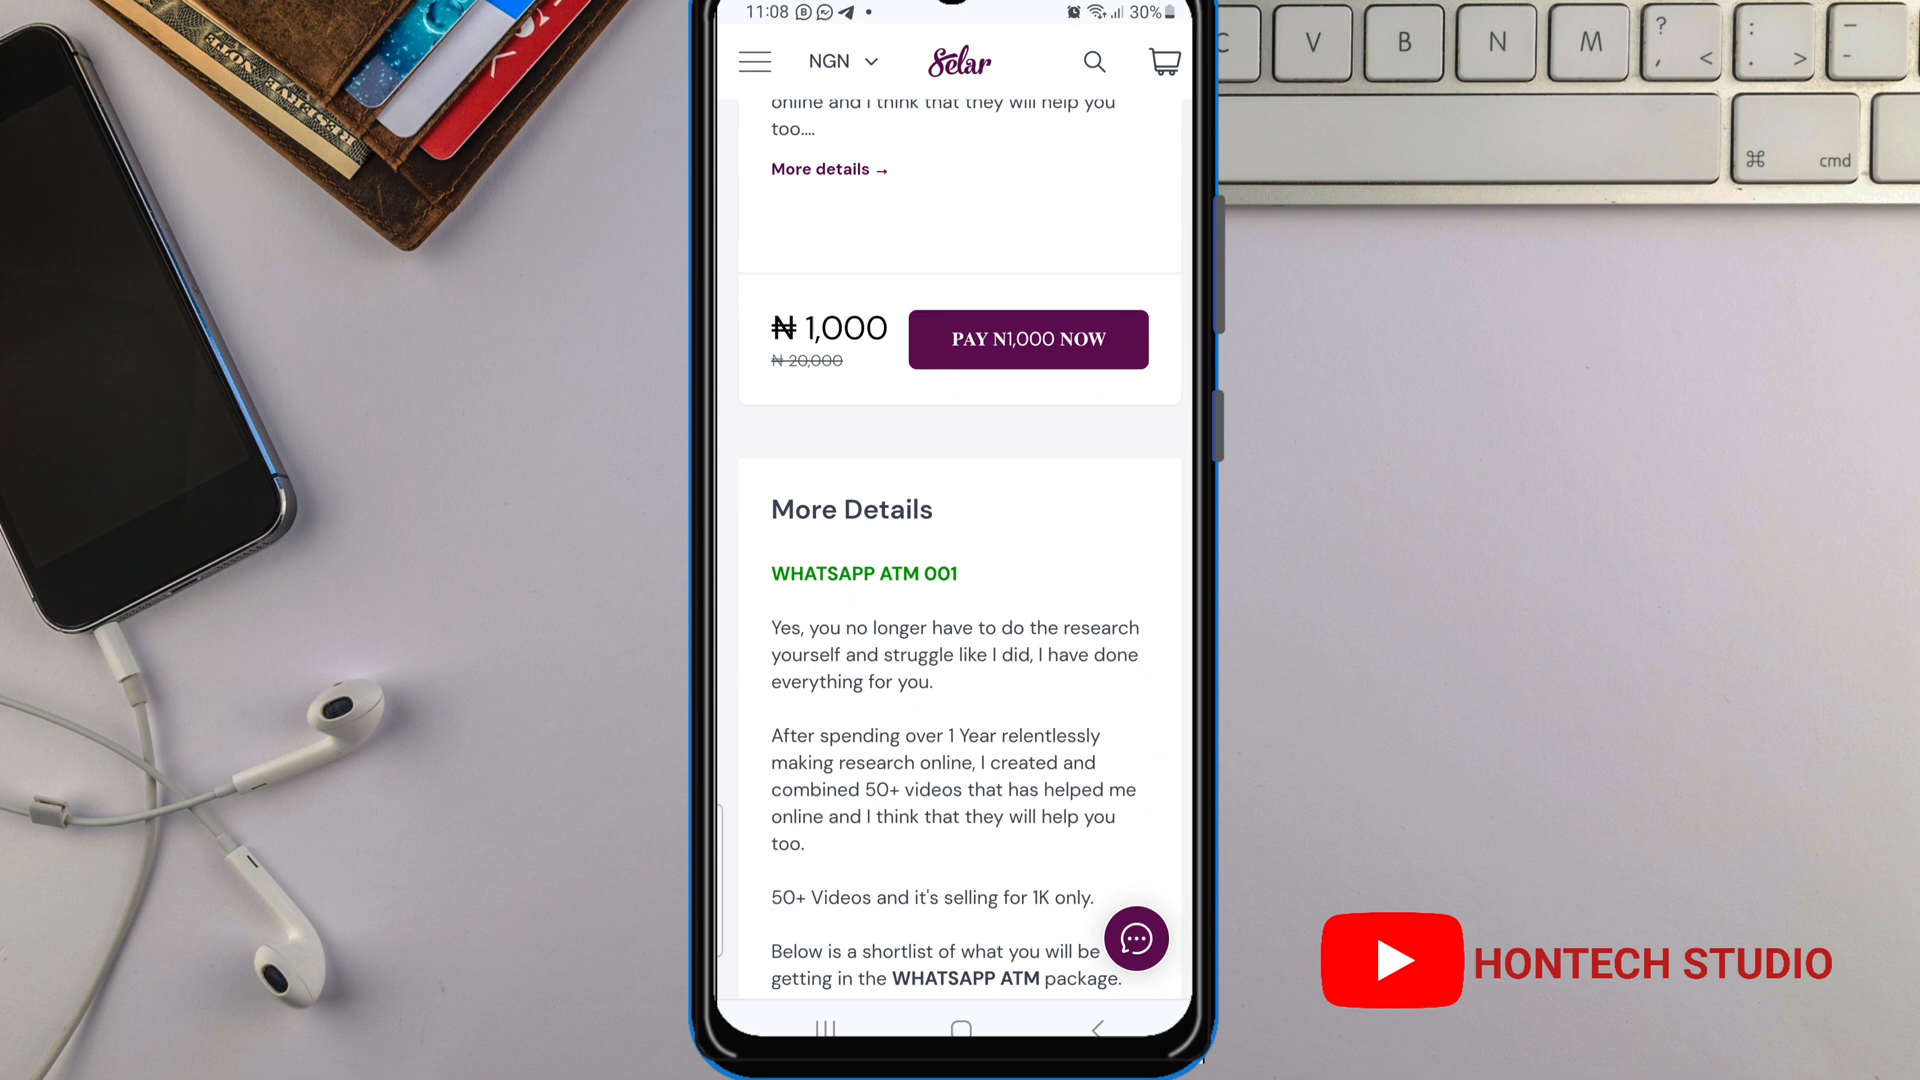 11:08
30%
NGN
Selar
online and I think that they will help you
too....
More details →
₦ 1,000
₦ 20,000
PAY N1,000 NOW
More Details
WHATSAPP ATM 001
Yes, you no longer have to do the research
yourself and struggle like I did, I have done
everything for you.
After spending over 1 Year relentlessly
making research online, I created and
combined 50+ videos that has helped me
online and I think that they will help you
too.
50+ Videos and it's selling for 1K only.
Below is a shortlist of what you will be
getting in the WHATSAPP ATM package.
RESERVE NOTE
C
V
B
N
M
?
, <
:
. >
_
-
⌘ cmd
HONTECH STUDIO